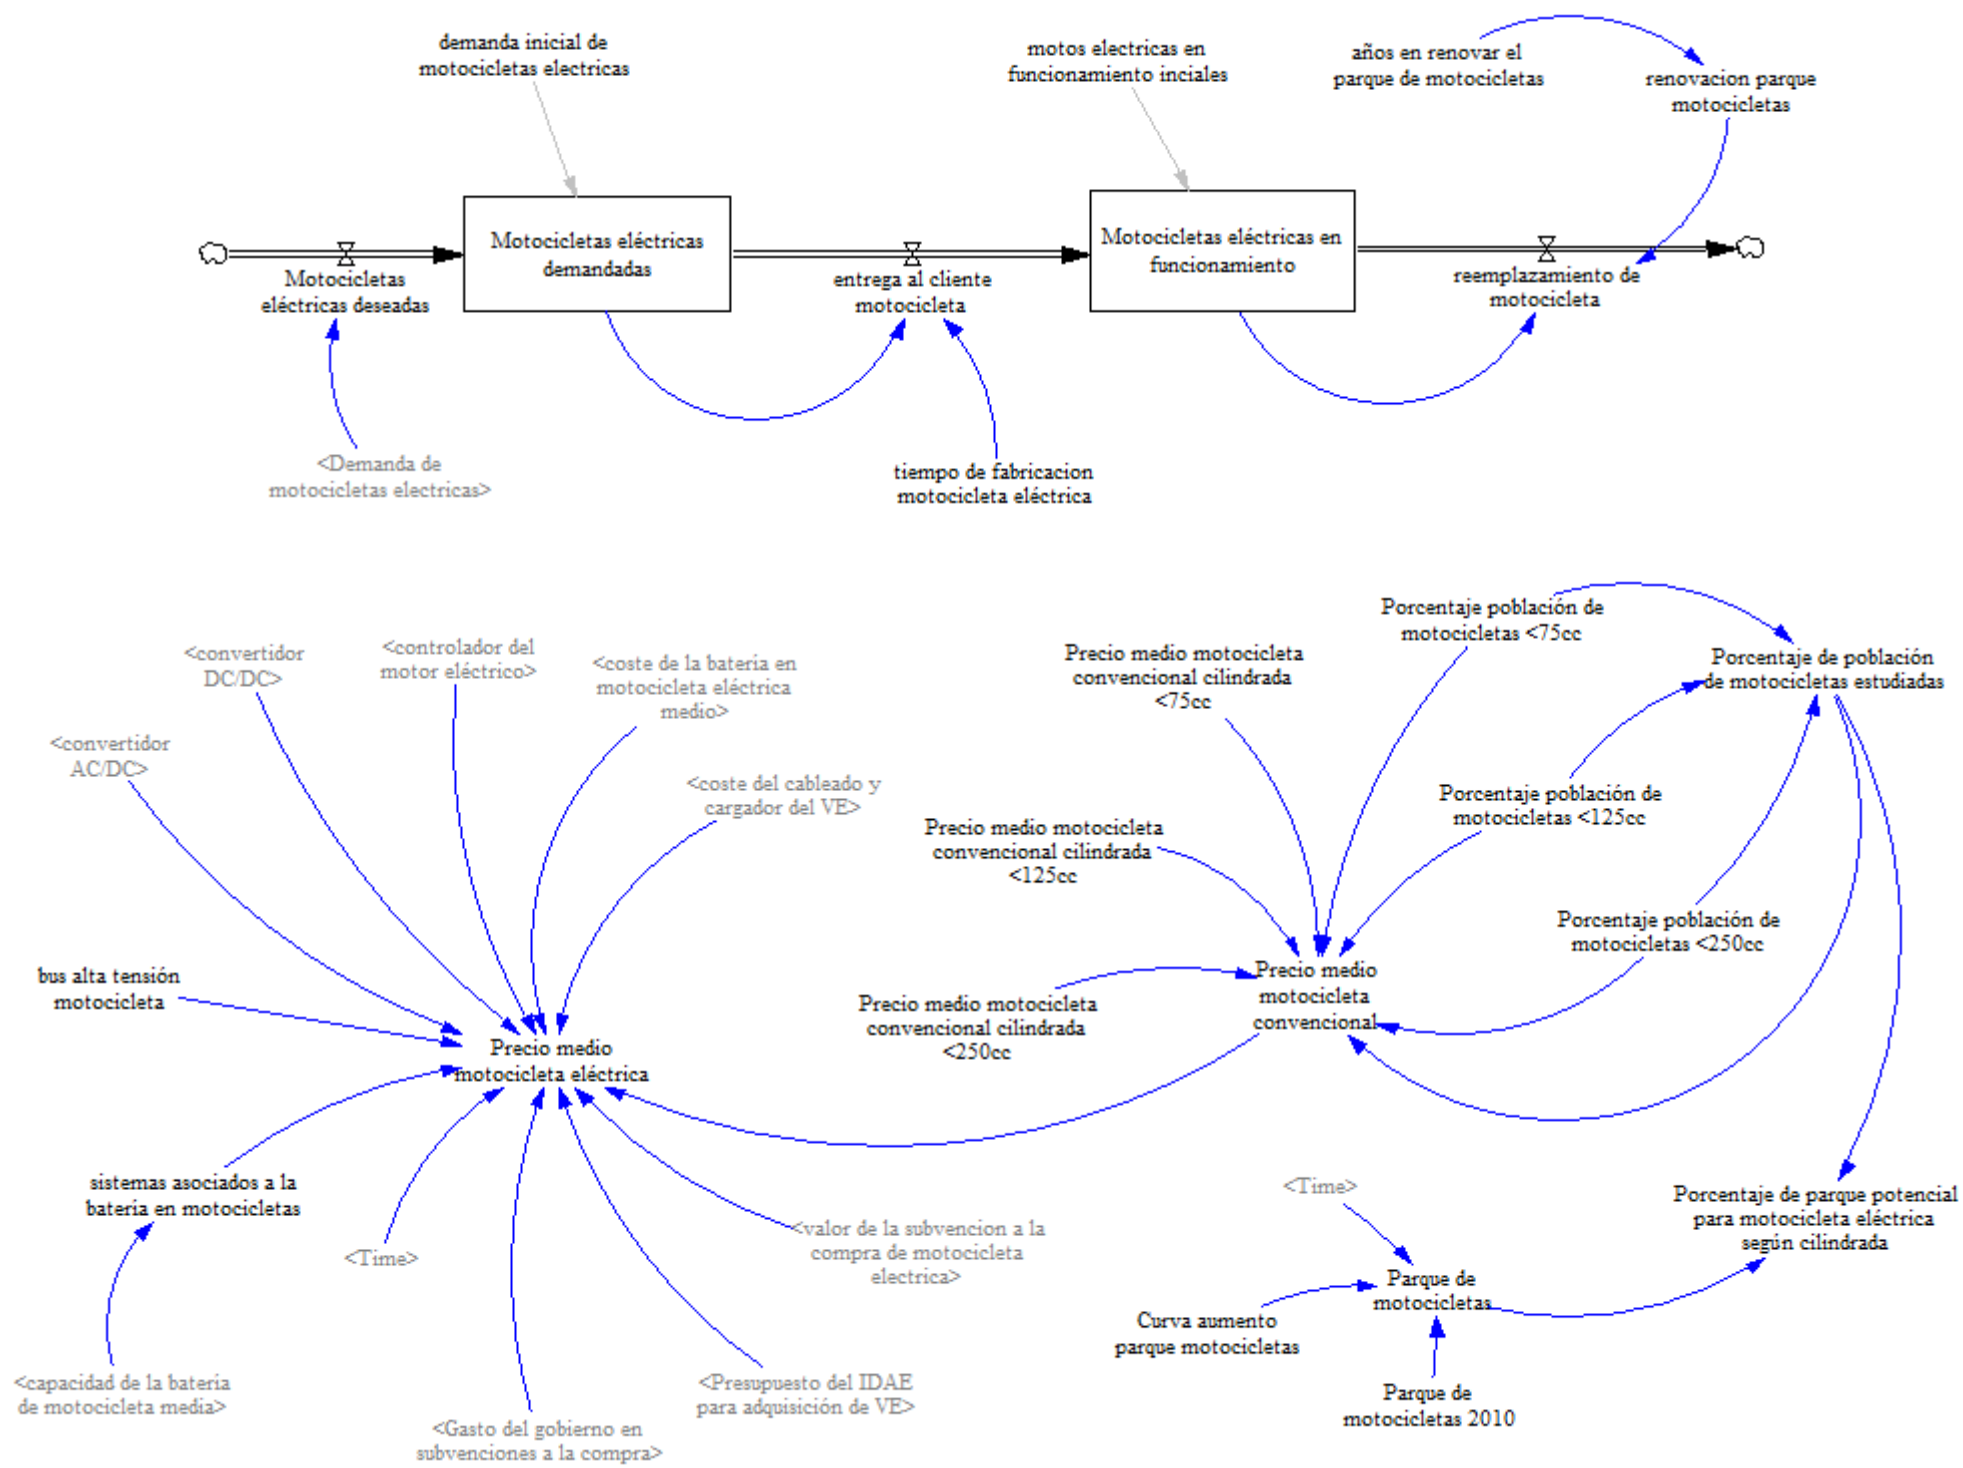 demanda inicial de
motocicletas electricas
motos electricas en
funcionamiento inciales
años en renovar el
parque de motocicletas
renovacion parque
motocicletas
Motocicletas eléctricas
demandadas
Motocicletas eléctricas en
funcionamiento
Motocicletas
eléctricas deseadas
entrega al cliente
motocicleta
reemplazamiento de
motocicleta
<Demanda de
motocicletas electricas>
tiempo de fabricacion
motocicleta eléctrica
<convertidor
DC/DC>
<controlador del
motor eléctrico>
<coste de la batería en
motocicleta eléctrica
medio>
<convertidor
AC/DC>
<coste del cableado y
cargador del VE>
bus alta tensión
motocicleta
Precio medio
motocicleta eléctrica
sistemas asociados a la
batería en motocicletas
<Time>
<capacidad de la batería
de motocicleta media>
<Gasto del gobierno en
subvenciones a la compra>
<Presupuesto del IDAE
para adquisición de VE>
<valor de la subvencion a la
compra de motocicleta
electrica>
Porcentaje población de
motocicletas <75cc
Precio medio motocicleta
convencional cilindrada
<75cc
Porcentaje de población
de motocicletas estudiadas
Porcentaje población de
motocicletas <125cc
Precio medio motocicleta
convencional cilindrada
<125cc
Porcentaje población de
motocicletas <250cc
Precio medio motocicleta
convencional cilindrada
<250cc
Precio medio
motocicleta
convencional
<Time>
Porcentaje de parque potencial
para motocicleta eléctrica
según cilindrada
Parque de
motocicletas
Curva aumento
parque motocicletas
Parque de
motocicletas 2010